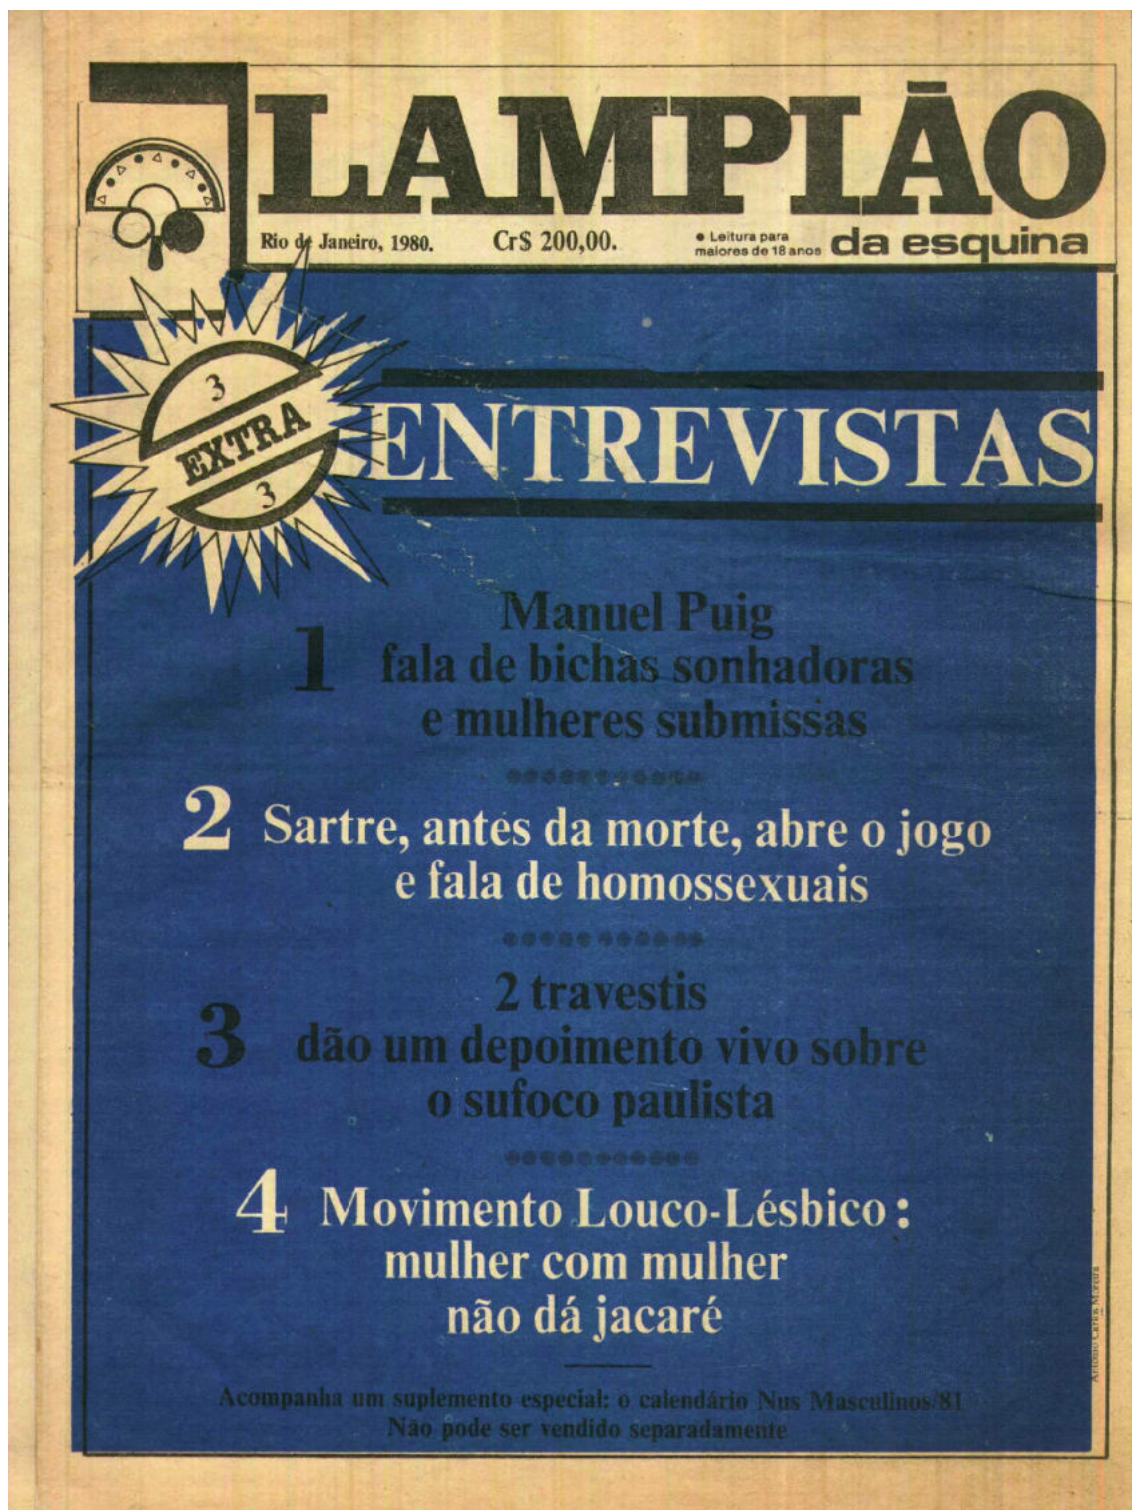 LAMPIÃO
Rio de Janeiro, 1980.
Cr$ 200,00.
• Leitura para
maiores de 18 anos
da esquina
3
EXTRA
3
ENTREVISTAS
1
Manuel Puig
fala de bichas sonhadoras
e mulheres submissas
2
Sartre, antes da morte, abre o jogo
e fala de homossexuais
3
2 travestis
dão um depoimento vivo sobre
o sufoco paulista
4
Movimento Louco-Lésbico:
mulher com mulher
não dá jacaré
Acompanha um suplemento especial: o calendário Nus Masculinos/81
Não pode ser vendido separadamente
Antônio Carlos Moreira